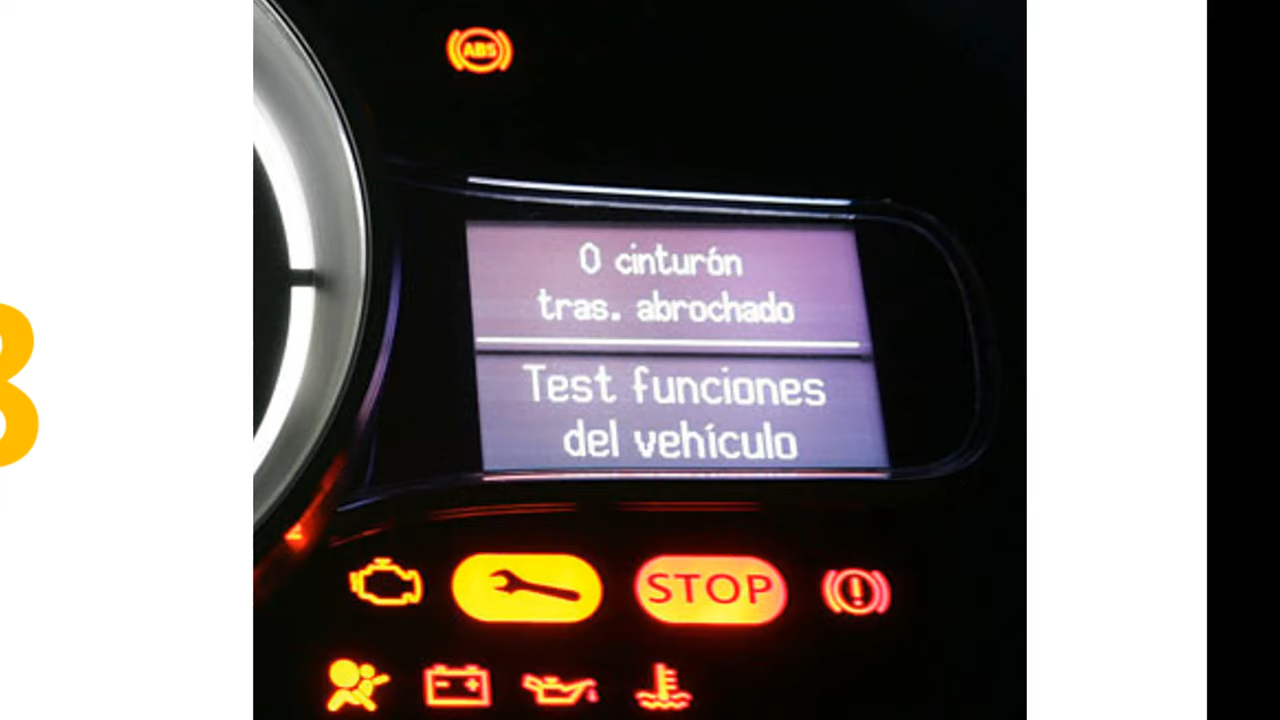 ABS
0 cinturón
tras. abrochado
Test funciones
del vehículo
STOP